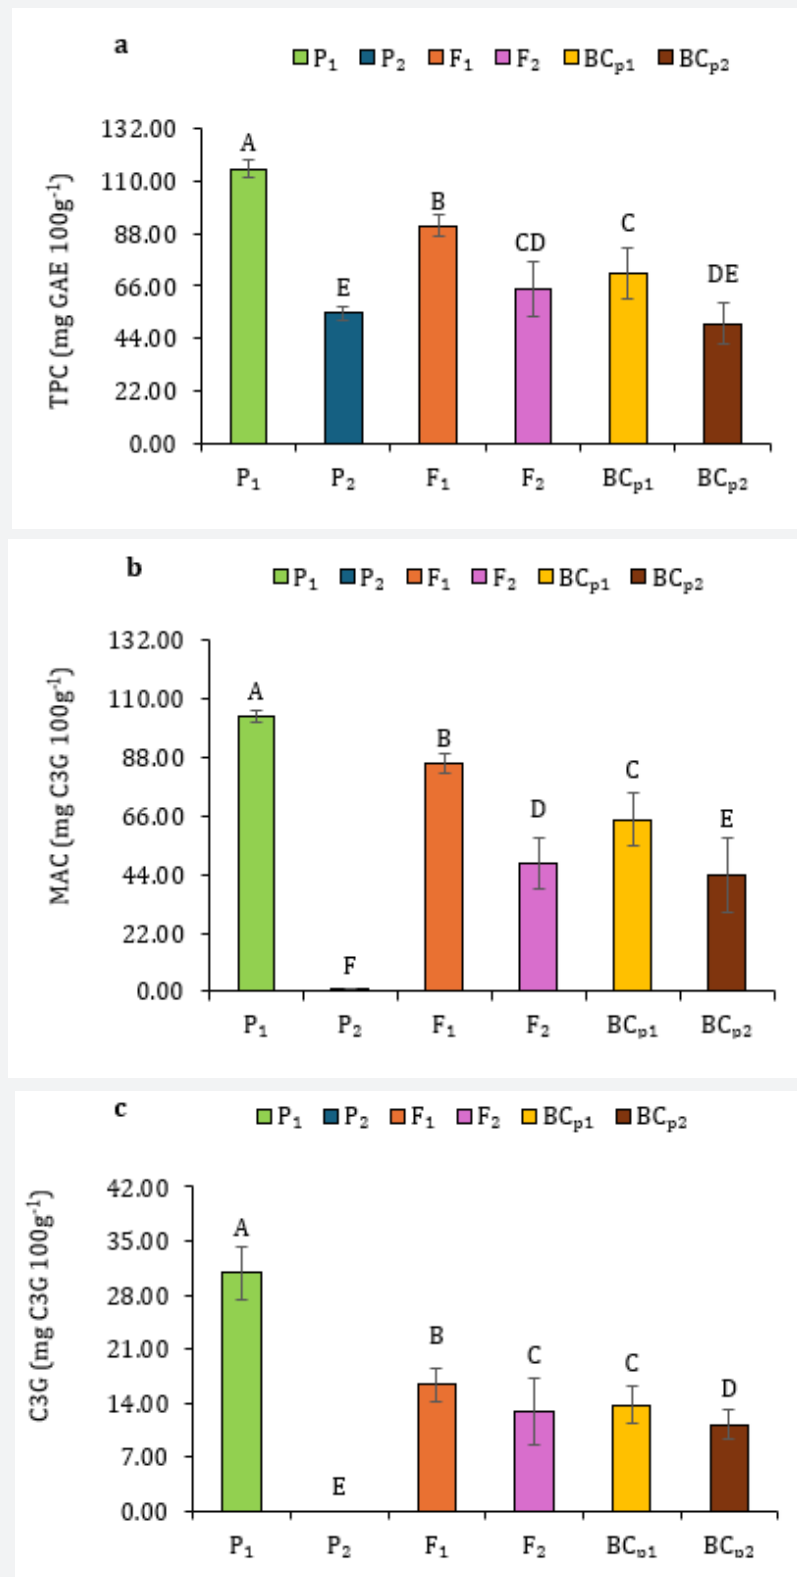 a
P₁ P₂ F₁ F₂ BCₚ₁ BCₚ₂
TPC (mg GAE 100g⁻¹)
132.00
110.00
88.00
66.00
44.00
22.00
0.00
A
E
B
CD
C
DE
P₁ P₂ F₁ F₂ BCₚ₁ BCₚ₂
b
P₁ P₂ F₁ F₂ BCₚ₁ BCₚ₂
MAC (mg C3G 100g⁻¹)
132.00
110.00
88.00
66.00
44.00
22.00
0.00
A
F
B
D
C
E
P₁ P₂ F₁ F₂ BCₚ₁ BCₚ₂
c
P₁ P₂ F₁ F₂ BCₚ₁ BCₚ₂
C3G (mg C3G 100g⁻¹)
42.00
35.00
28.00
21.00
14.00
7.00
0.00
A
E
B
C
C
D
P₁ P₂ F₁ F₂ BCₚ₁ BCₚ₂